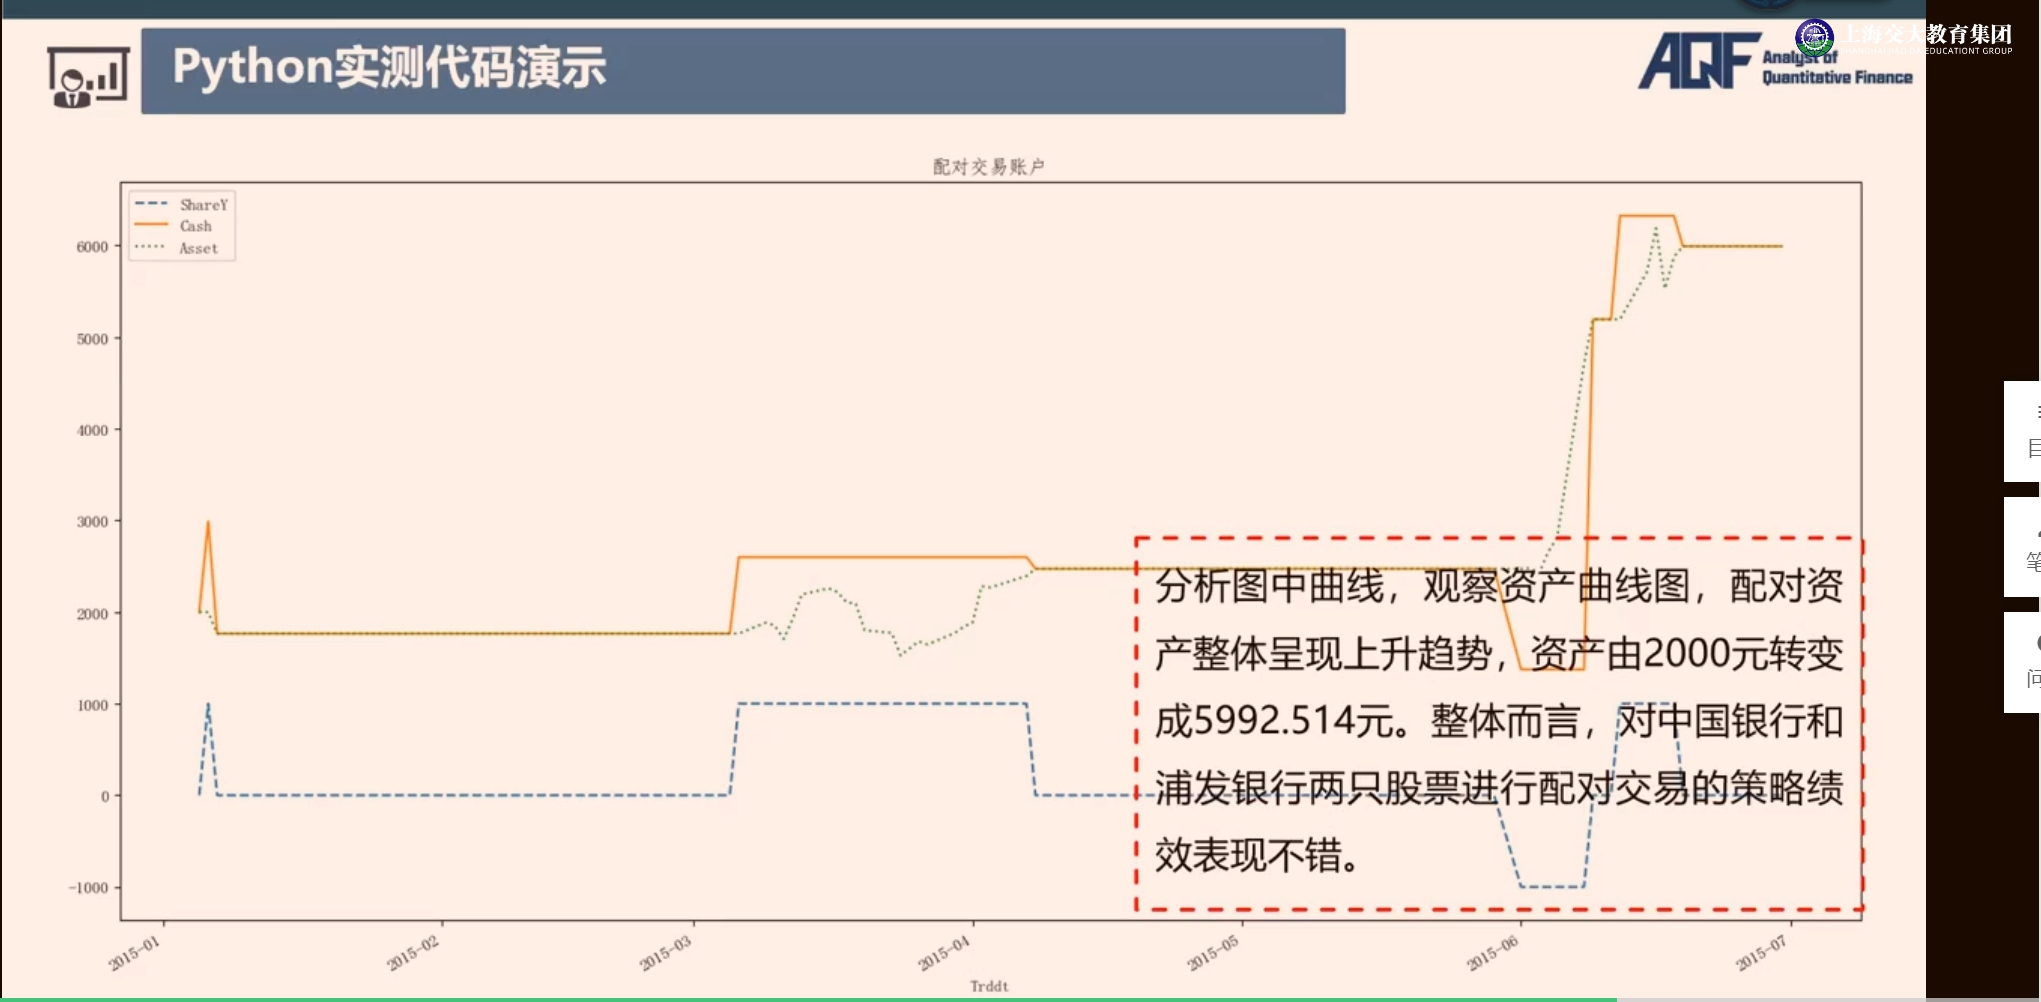 Python实测代码演示
AQF
Analyst of
Quantitative Finance
上海交大教育集团
配对交易账户
ShareY
Cash
Asset
6000
5000
4000
3000
2000
1000
0
-1000
分析图中曲线，观察资产曲线图，配对资
产整体呈现上升趋势，资产由2000元转变
成5992.514元。整体而言，对中国银行和
浦发银行两只股票进行配对交易的策略绩
效表现不错。
2015-01
2015-02
2015-03
2015-04
2015-05
2015-06
2015-07
Trddt
目
笔
问